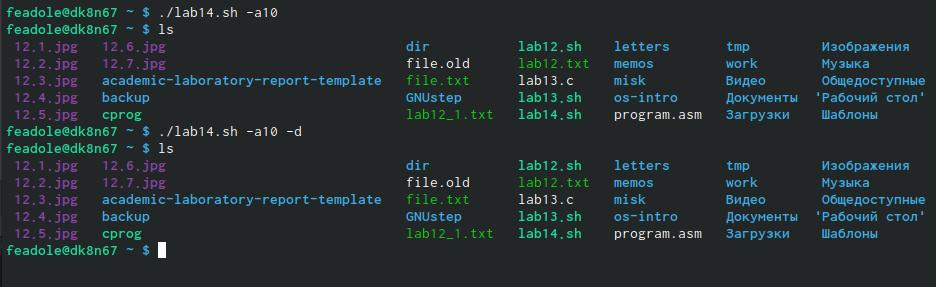 feadole@dk8n67 ~ $ ./lab14.sh -a10
feadole@dk8n67 ~ $ ls
12.1.jpg 12.6.jpg dir lab12.sh letters tmp Изображения
12.2.jpg 12.7.jpg file.old lab12.txt memos work Музыка
12.3.jpg academic-laboratory-report-template file.txt lab13.c misk Видео Общедоступные
12.4.jpg backup GNUstep lab13.sh os-intro Документы 'Рабочий стол'
12.5.jpg cprog lab12_1.txt lab14.sh program.asm Загрузки Шаблоны
feadole@dk8n67 ~ $ ./lab14.sh -a10 -d
feadole@dk8n67 ~ $ ls
12.1.jpg 12.6.jpg dir lab12.sh letters tmp Изображения
12.2.jpg 12.7.jpg file.old lab12.txt memos work Музыка
12.3.jpg academic-laboratory-report-template file.txt lab13.c misk Видео Общедоступные
12.4.jpg backup GNUstep lab13.sh os-intro Документы 'Рабочий стол'
12.5.jpg cprog lab12_1.txt lab14.sh program.asm Загрузки Шаблоны
feadole@dk8n67 ~ $